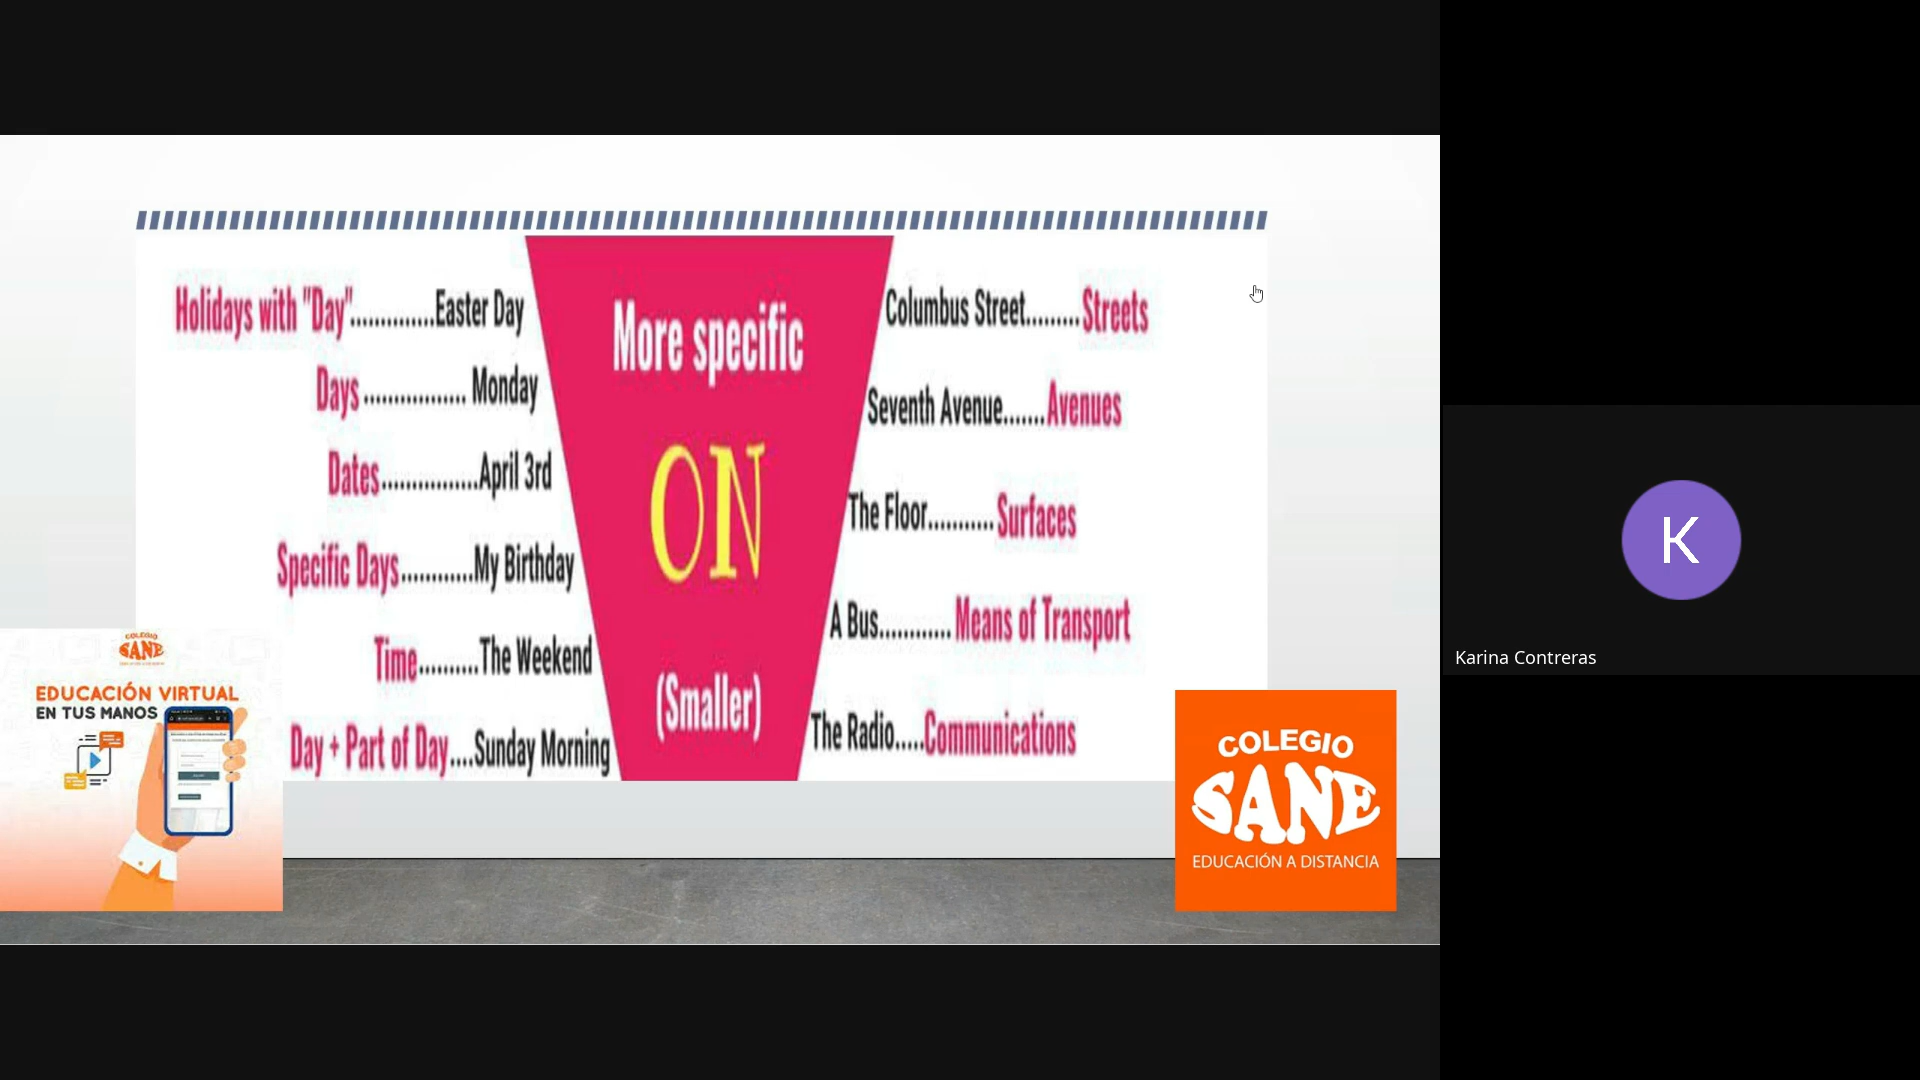 Holidays with "Day"..............Easter Day
Days ................. Monday
Dates................April 3rd
Specific Days............My Birthday
Time..........The Weekend
Day + Part of Day....Sunday Morning
More specific
ON
(Smaller)
Columbus Street.........Streets
Seventh Avenue.......Avenues
The Floor........... Surfaces
A Bus............ Means of Transport
The Radio.....Communications
COLEGIO
SANE
EDUCACIÓN VIRTUAL
EN TUS MANOS
COLEGIO
SANE
EDUCACIÓN A DISTANCIA
K
Karina Contreras